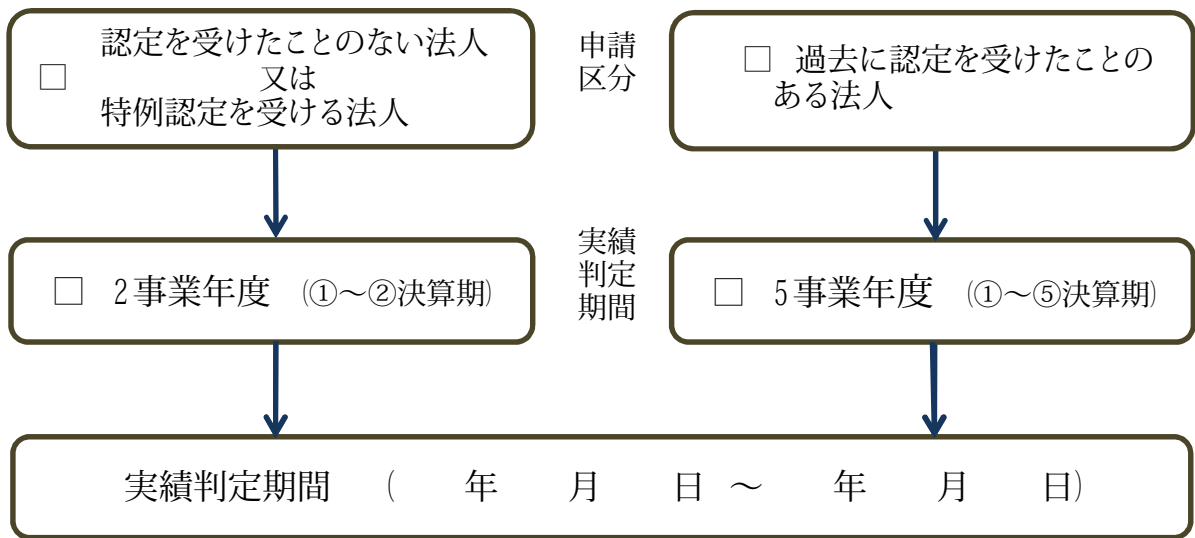 認定を受けたことのない法人
□ 又は
特例認定を受ける法人
申請
区分
□ 過去に認定を受けたことの
ある法人
□ 2事業年度 (①～②決算期)
実績
判定
期間
□ 5事業年度 (①～⑤決算期)
実績判定期間 ( 年 月 日 ～ 年 月 日)